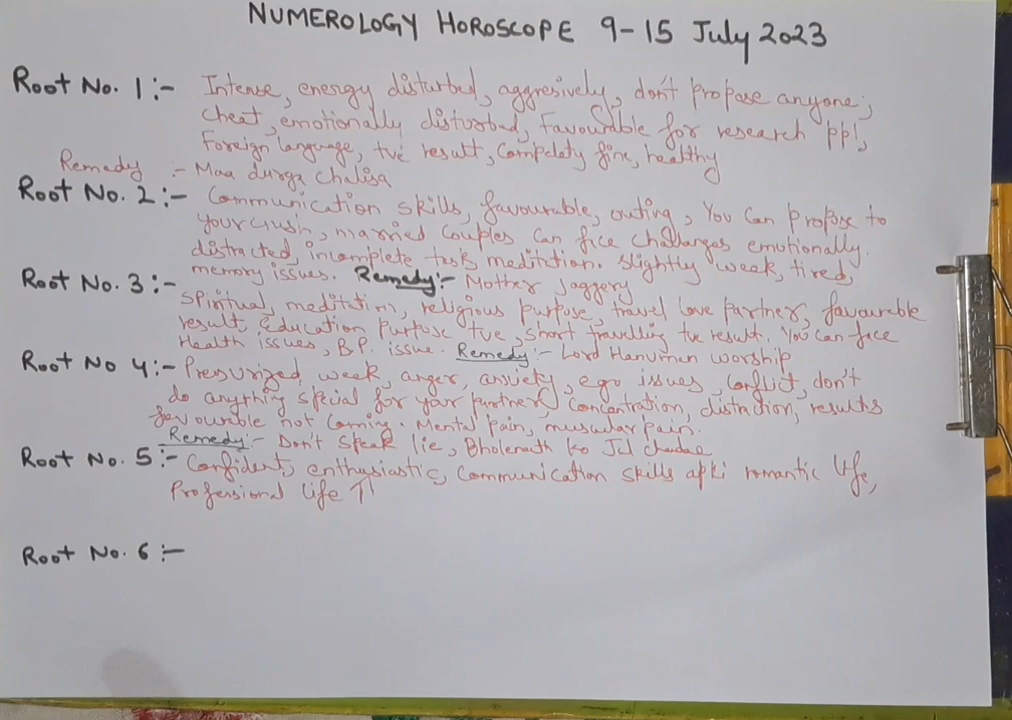 NUMEROLOGY HOROSCOPE 9-15 July 2023
Root No. 1:- Intense, energy disturbed, aggresively, don't propose anyone,
cheat, emotionally disturbed, Favourable for research ppl,
Foreign language, +ve result, Completely fine, healthy
Remedy :- Maa durga chalisa
Root No. 2:- Communication skills, favourable, outing, You Can propose to
your crush, married couples Can face challanges emotionally.
distracted, incomplete tasks, meditation. slightly weak, tired,
memory issues. Remedy:- Mother jaggery
Root No. 3:- Spiritual, meditation, religious purpose, travel love partner, favourable
result, education purpose +ve, short travelling +ve result. You can face
Health issues, B.P. issue. Remedy:- Lord Hanuman worship
Root No 4:- Pressurized week, anger, anxiety, ego issues, Conflict, don't
do anything special for your partner, Concentration, distraction, results
favourable not Coming. Mental pain, muscular pain.
Remedy:- Don't speak lie, Bholenath ko Jal chadae
Root No. 5:- Confident, enthusiastic, Communication skills apki romantic life,
Professional life T
Root No. 6:-